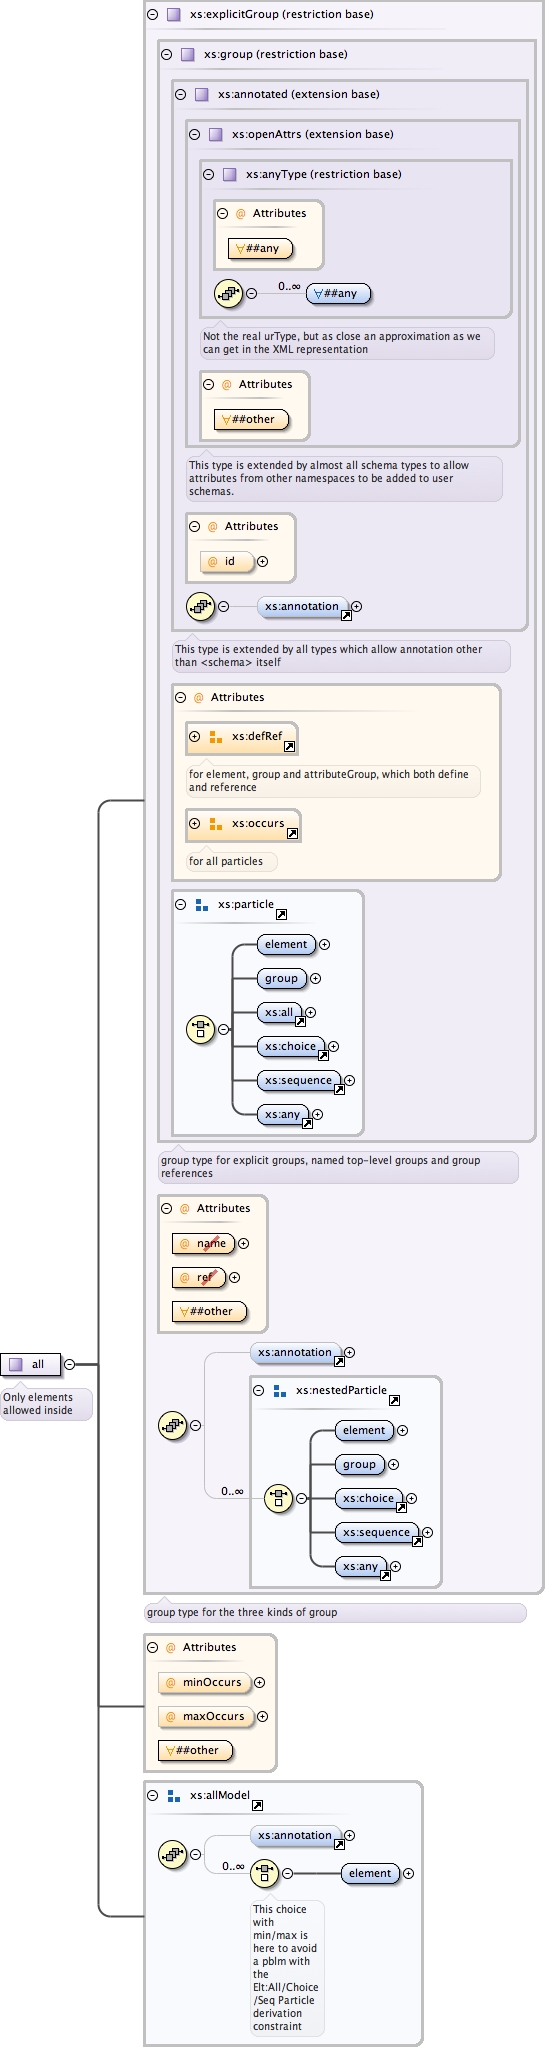 xs:explicitGroup (restriction base)
xs:group (restriction base)
xs:annotated (extension base)
xs:openAttrs (extension base)
xs:anyType (restriction base)
@ Attributes
∀##any
0..∞
∀##any
Not the real urType, but as close an approximation as we
can get in the XML representation
@ Attributes
∀##other
This type is extended by almost all schema types to allow
attributes from other namespaces to be added to user
schemas.
@ Attributes
@ id
xs:annotation
This type is extended by all types which allow annotation other
than <schema> itself
@ Attributes
xs:defRef
for element, group and attributeGroup, which both define
and reference
xs:occurs
for all particles
xs:particle
element
group
xs:all
xs:choice
xs:sequence
xs:any
group type for explicit groups, named top-level groups and group
references
@ Attributes
@ name
@ ref
∀##other
all
Only elements
allowed inside
xs:annotation
xs:nestedParticle
element
group
0..∞
xs:choice
xs:sequence
xs:any
group type for the three kinds of group
@ Attributes
@ minOccurs
@ maxOccurs
∀##other
xs:allModel
xs:annotation
0..∞
element
This choice
with
min/max is
here to avoid
a pblm with
the
Elt:All/Choice
/Seq Particle
derivation
constraint